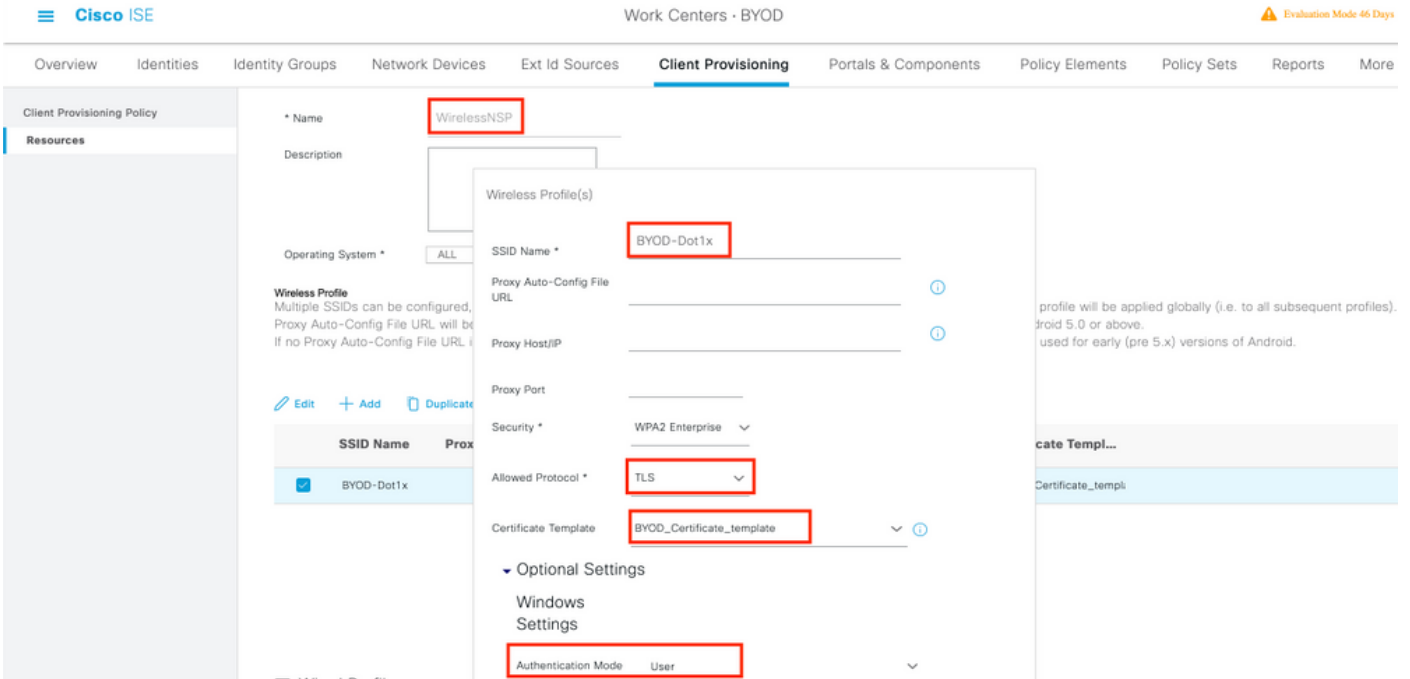 Cisco ISE
Work Centers · BYOD
Evaluation Mode 46 Days
Overview Identities Identity Groups Network Devices Ext Id Sources Client Provisioning Portals & Components Policy Elements Policy Sets Reports More
Client Provisioning Policy
Resources
* Name WirelessNSP
Description
Operating System * ALL
Wireless Profile
Multiple SSIDs can be configured,
Proxy Auto-Config File URL will be
If no Proxy Auto-Config File URL
profile will be applied globally (i.e. to all subsequent profiles).
droid 5.0 or above.
used for early (pre 5.x) versions of Android.
Edit Add Duplicate
SSID Name Prox
cate Templ...
BYOD-Dot1x
Certificate_templ
Wireless Profile(s)
SSID Name * BYOD-Dot1x
Proxy Auto-Config File
URL
Proxy Host/IP
Proxy Port
Security * WPA2 Enterprise
Allowed Protocol * TLS
Certificate Template BYOD_Certificate_template
Optional Settings
Windows
Settings
Authentication Mode User